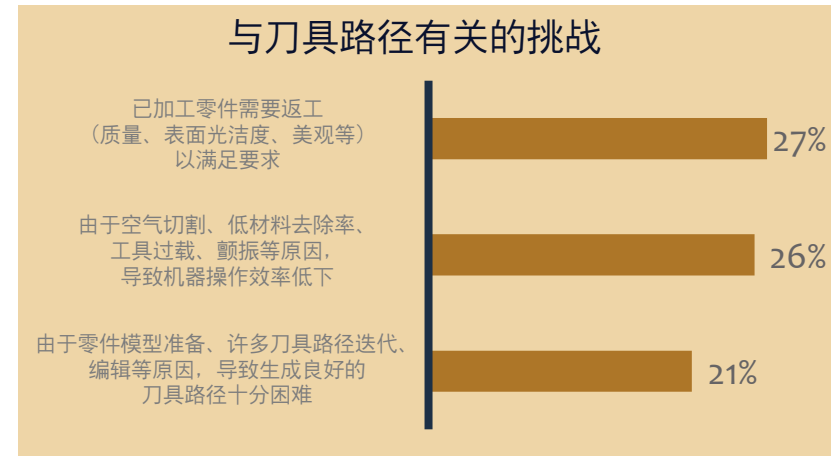 与刀具路径有关的挑战
已加工零件需要返工
（质量、表面光洁度、美观等）
以满足要求
27%
由于空气切割、低材料去除率、
工具过载、颤振等原因，
导致机器操作效率低下
26%
由于零件模型准备、许多刀具路径迭代、
编辑等原因，导致生成良好的
刀具路径十分困难
21%